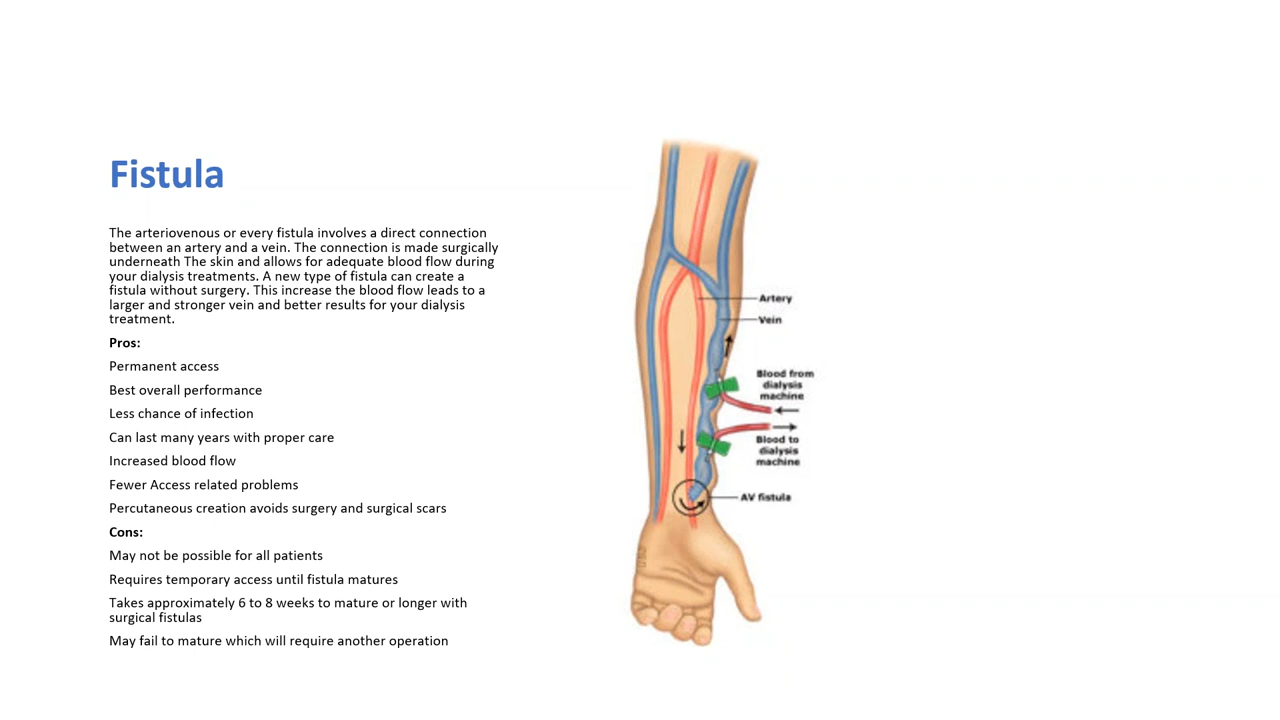 Fistula
The arteriovenous or every fistula involves a direct connection
between an artery and a vein. The connection is made surgically
underneath The skin and allows for adequate blood flow during
your dialysis treatments. A new type of fistula can create a
fistula without surgery. This increase the blood flow leads to a
larger and stronger vein and better results for your dialysis
treatment.
Pros:
Permanent access
Best overall performance
Less chance of infection
Can last many years with proper care
Increased blood flow
Fewer Access related problems
Percutaneous creation avoids surgery and surgical scars
Cons:
May not be possible for all patients
Requires temporary access until fistula matures
Takes approximately 6 to 8 weeks to mature or longer with
surgical fistulas
May fail to mature which will require another operation
Artery
Vein
Blood from
dialysis
machine
Blood to
dialysis
machine
AV fistula